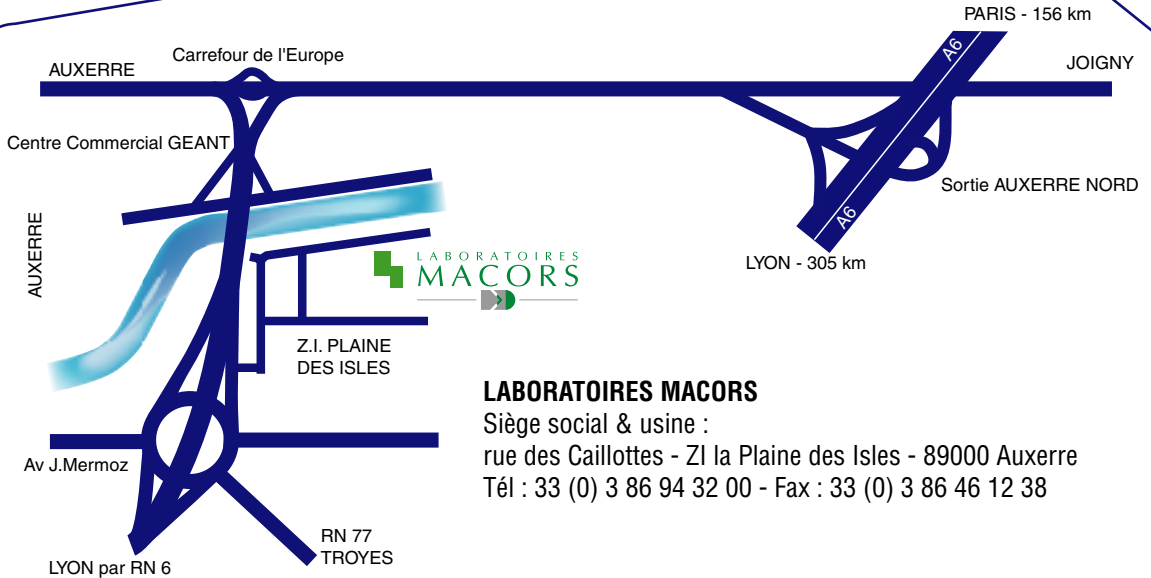 PARIS - 156 km
A6
Carrefour de l'Europe
AUXERRE
JOIGNY
Centre Commercial GEANT
Sortie AUXERRE NORD
AUXERRE
A6
LYON - 305 km
LABORATOIRES
MACORS
Z.I. PLAINE
DES ISLES
LABORATOIRES MACORS
Siège social & usine :
rue des Caillottes - ZI la Plaine des Isles - 89000 Auxerre
Tél : 33 (0) 3 86 94 32 00 - Fax : 33 (0) 3 86 46 12 38
Av J.Mermoz
RN 77
TROYES
LYON par RN 6